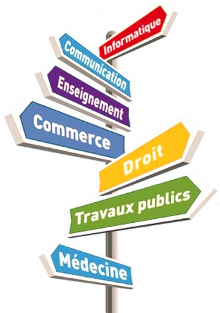 Informatique
Communication
Enseignement
Commerce
Droit
Travaux publics
Médecine